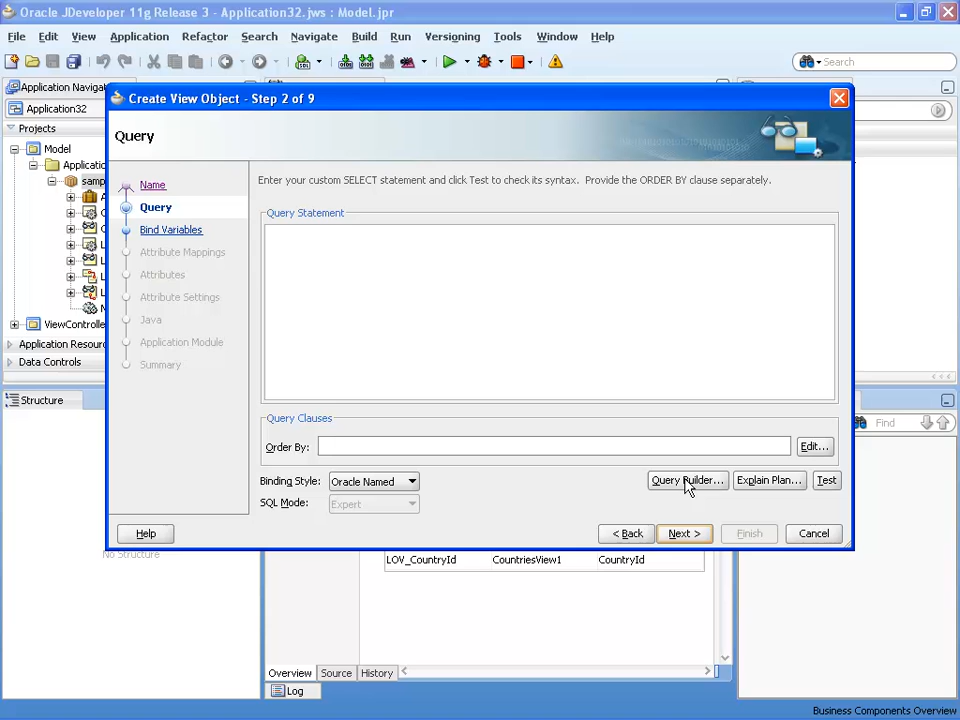 Oracle JDeveloper 11g Release 3 - Application32.jws : Model.jpr
File Edit View Application Refactor Search Navigate Build Run Versioning Tools Window Help
Search
Application Navig
Create View Object - Step 2 of 9
Application32
Projects
Query
Model
Applicatio
Enter your custom SELECT statement and click Test to check its syntax. Provide the ORDER BY clause separately.
samp
Name
Query
Query Statement
Bind Variables
Attribute Mappings
Attributes
Attribute Settings
Java
ViewControlle
Application Resour
Application Module
Data Controls
Summary
Structure
Query Clauses
Find
Order By:
Edit...
Binding Style: Oracle Named
Query Builder... Explain Plan... Test
SQL Mode: Expert
Help
< Back Next > Finish Cancel
No Structure
LOV_CountryId CountriesView1 CountryId
Overview Source History
Log
Business Components Overview